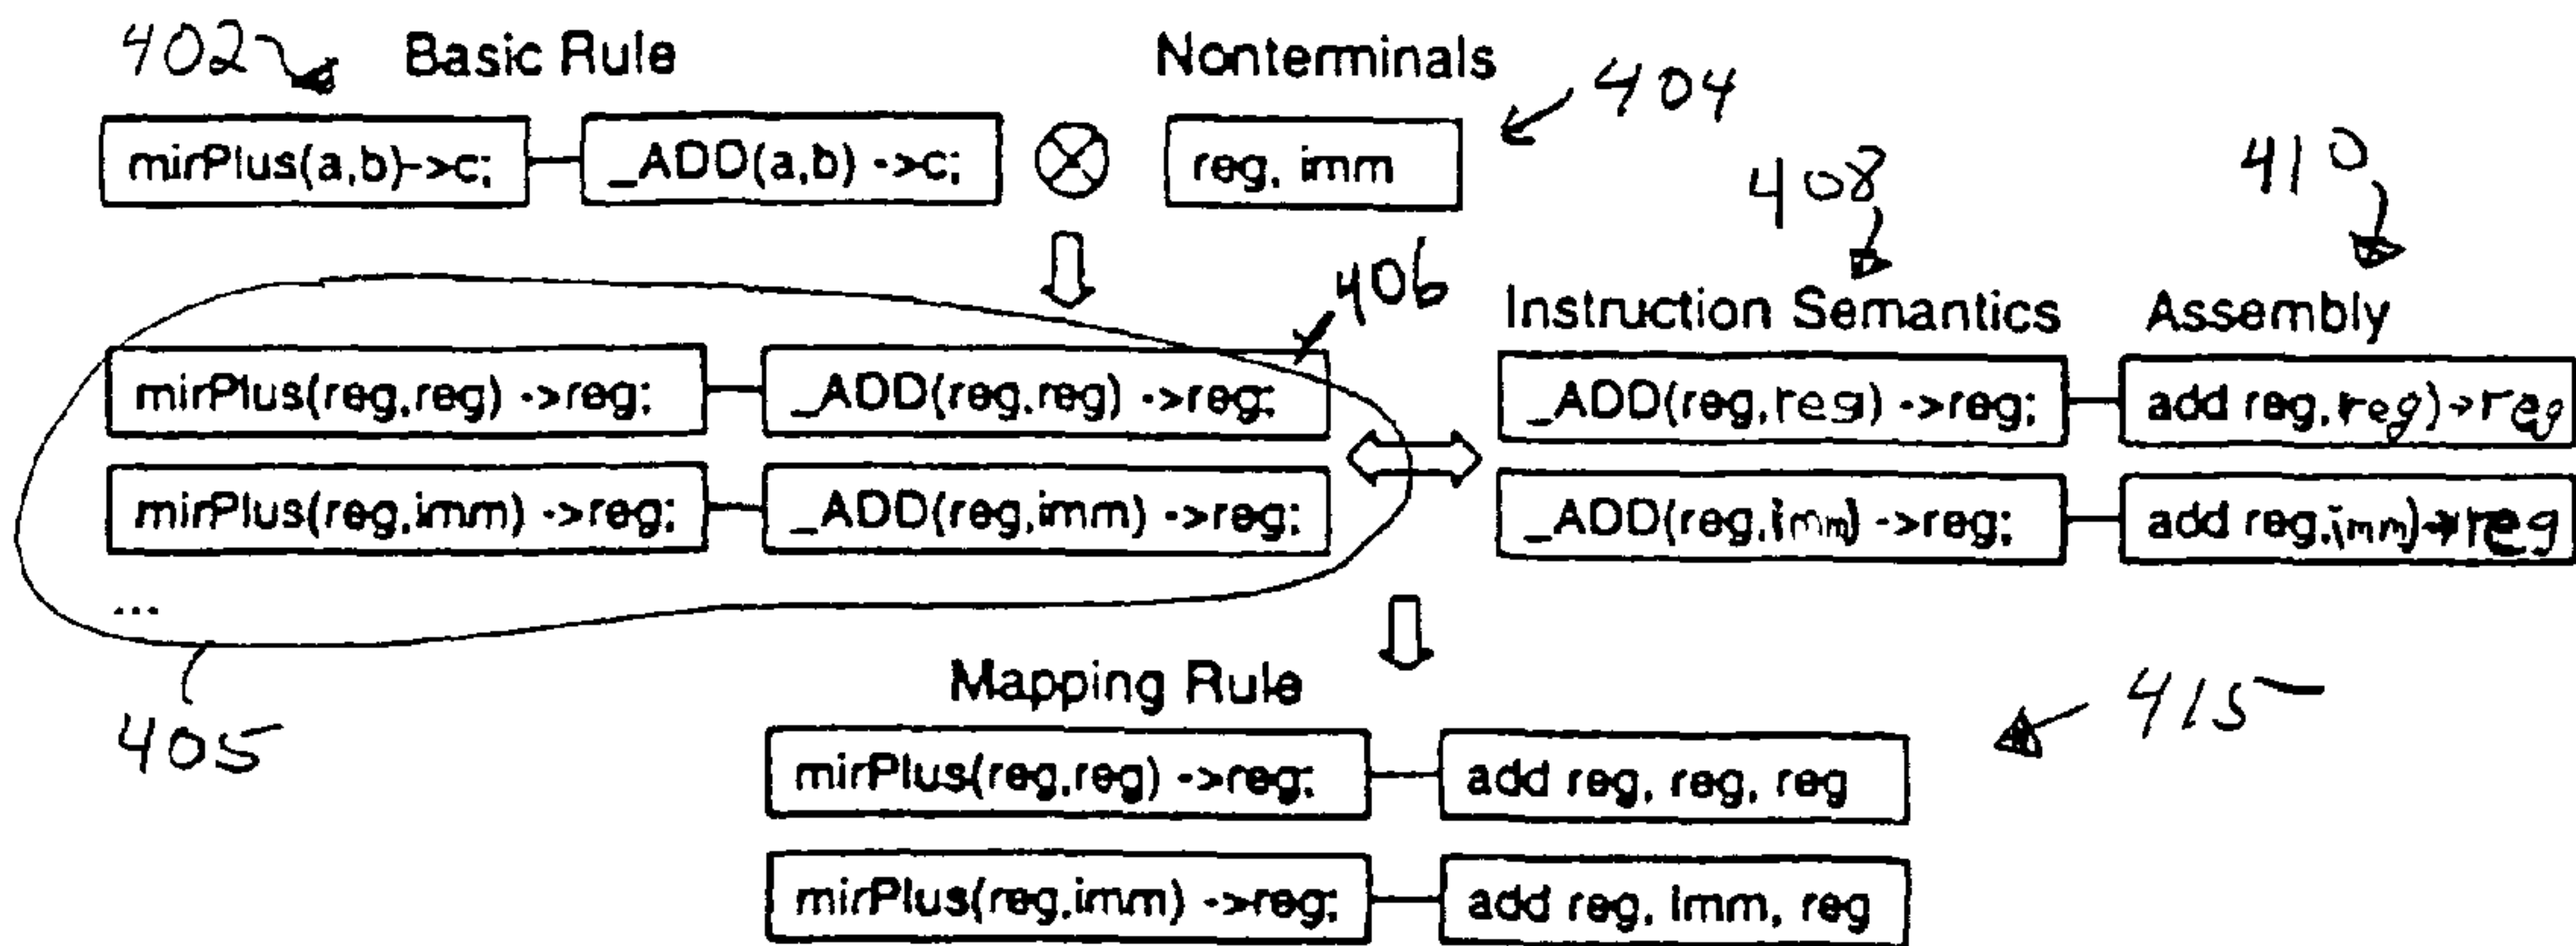 402 Basic Rule Nonterminals
404
mirPlus(a,b)->c; _ADD(a,b) ->c; reg, imm
408 410
406
Instruction Semantics Assembly
mirPlus(reg,reg) ->reg; _ADD(reg,reg) ->reg; _ADD(reg,reg) ->reg; add reg,reg)->reg
mirPlus(reg,imm) ->reg; _ADD(reg,imm) ->reg; _ADD(reg,imm) ->reg; add reg,imm)->reg
...
Mapping Rule
405 415
mirPlus(reg,reg) ->reg; add reg, reg, reg
mirPlus(reg,imm) ->reg; add reg, imm, reg